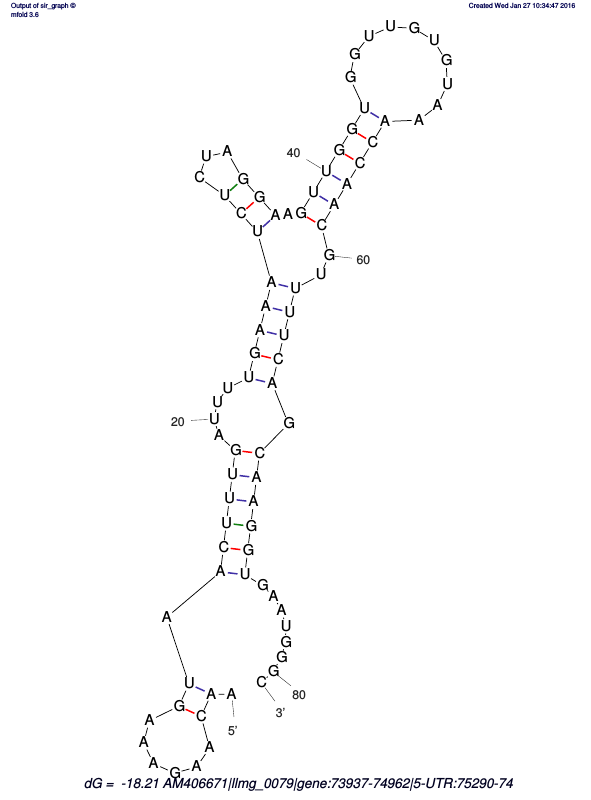 Output of sir_graph ©
mfold 3.6
Created Wed Jan 27 10:34:47 2016
5'
A A C A A G A A A G U A A C U U U G A U
20
U U U G A A A U C U C U A G G A A G U U
40
G G U G G U U G U G U A A A C C A A C G
60
U U U U C A G C A A G G U G A A U G G G
80
C
3'
dG = -18.21 AM406671|llmg_0079|gene:73937-74962|5-UTR:75290-74